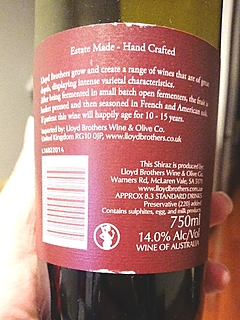 Estate Made - Hand Crafted
Lloyd Brothers grow and create a range of wines that are of great
depth, displaying intense varietal characteristics.
After being fermented in small batch open fermenters, the fruit is
basket pressed and then seasoned in French and American oak.
If patient this wine will happily age for 10 - 15 years.
Imported by: Lloyd Brothers Wine & Olive Co.
United Kingdom RG10 0JP, www.lloydbrothers.co.uk
L36822014
This Shiraz is produced by:
Lloyd Brothers Wine & Olive Co.
Warners Rd, McLaren Vale, SA 5171
www.lloydbrothers.com.au
APPROX 8.3 STANDARD DRINKS
Preservative (220) added
Contains sulphites, egg, and milk products
750ml
14.0% Alc/Vol
WINE OF AUSTRALIA